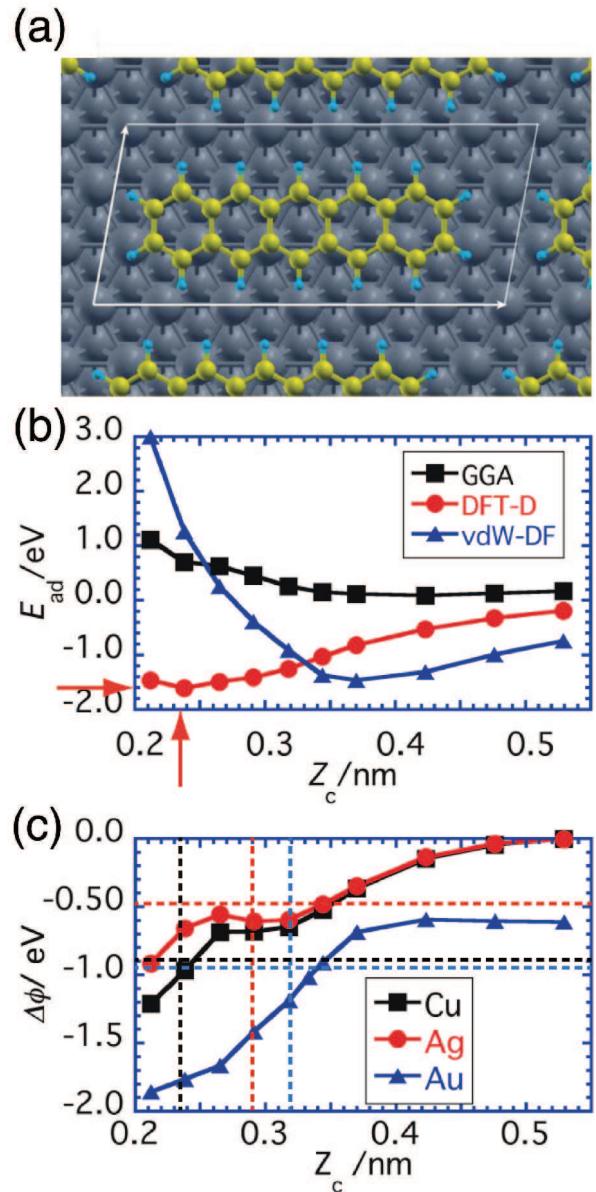 (a)
(b)
3.0
2.0
1.0
0.0
-1.0
-2.0
E_ad /eV
GGA
DFT-D
vdW-DF
0.2 0.3 0.4 0.5
Z_c /nm
(c)
0.0
-0.50
-1.0
-1.5
-2.0
Δϕ/ eV
Cu
Ag
Au
0.2 0.3 0.4 0.5
Z_c /nm